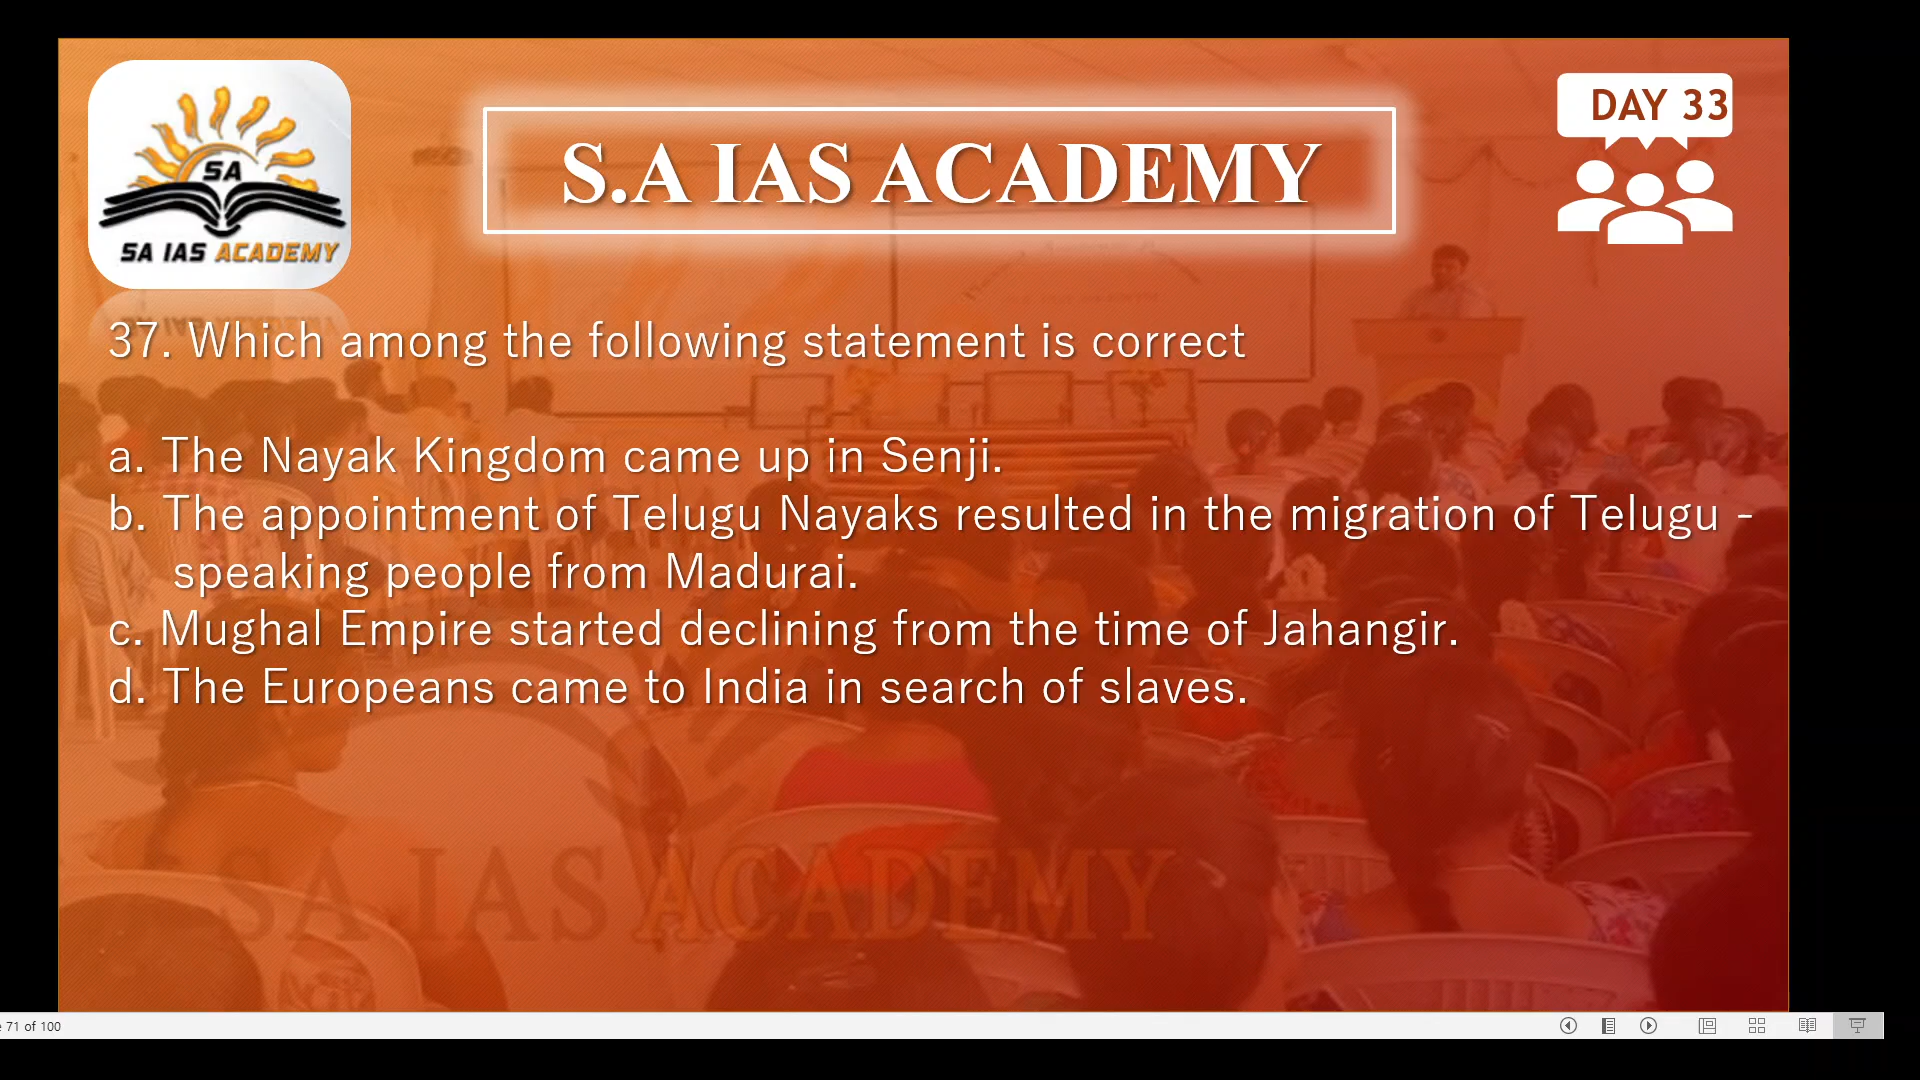 SA
SA IAS ACADEMY
S.A IAS ACADEMY
DAY 33
37. Which among the following statement is correct
a. The Nayak Kingdom came up in Senji.
b. The appointment of Telugu Nayaks resulted in the migration of Telugu -
speaking people from Madurai.
c. Mughal Empire started declining from the time of Jahangir.
d. The Europeans came to India in search of slaves.
SA IAS ACADEMY
71 of 100